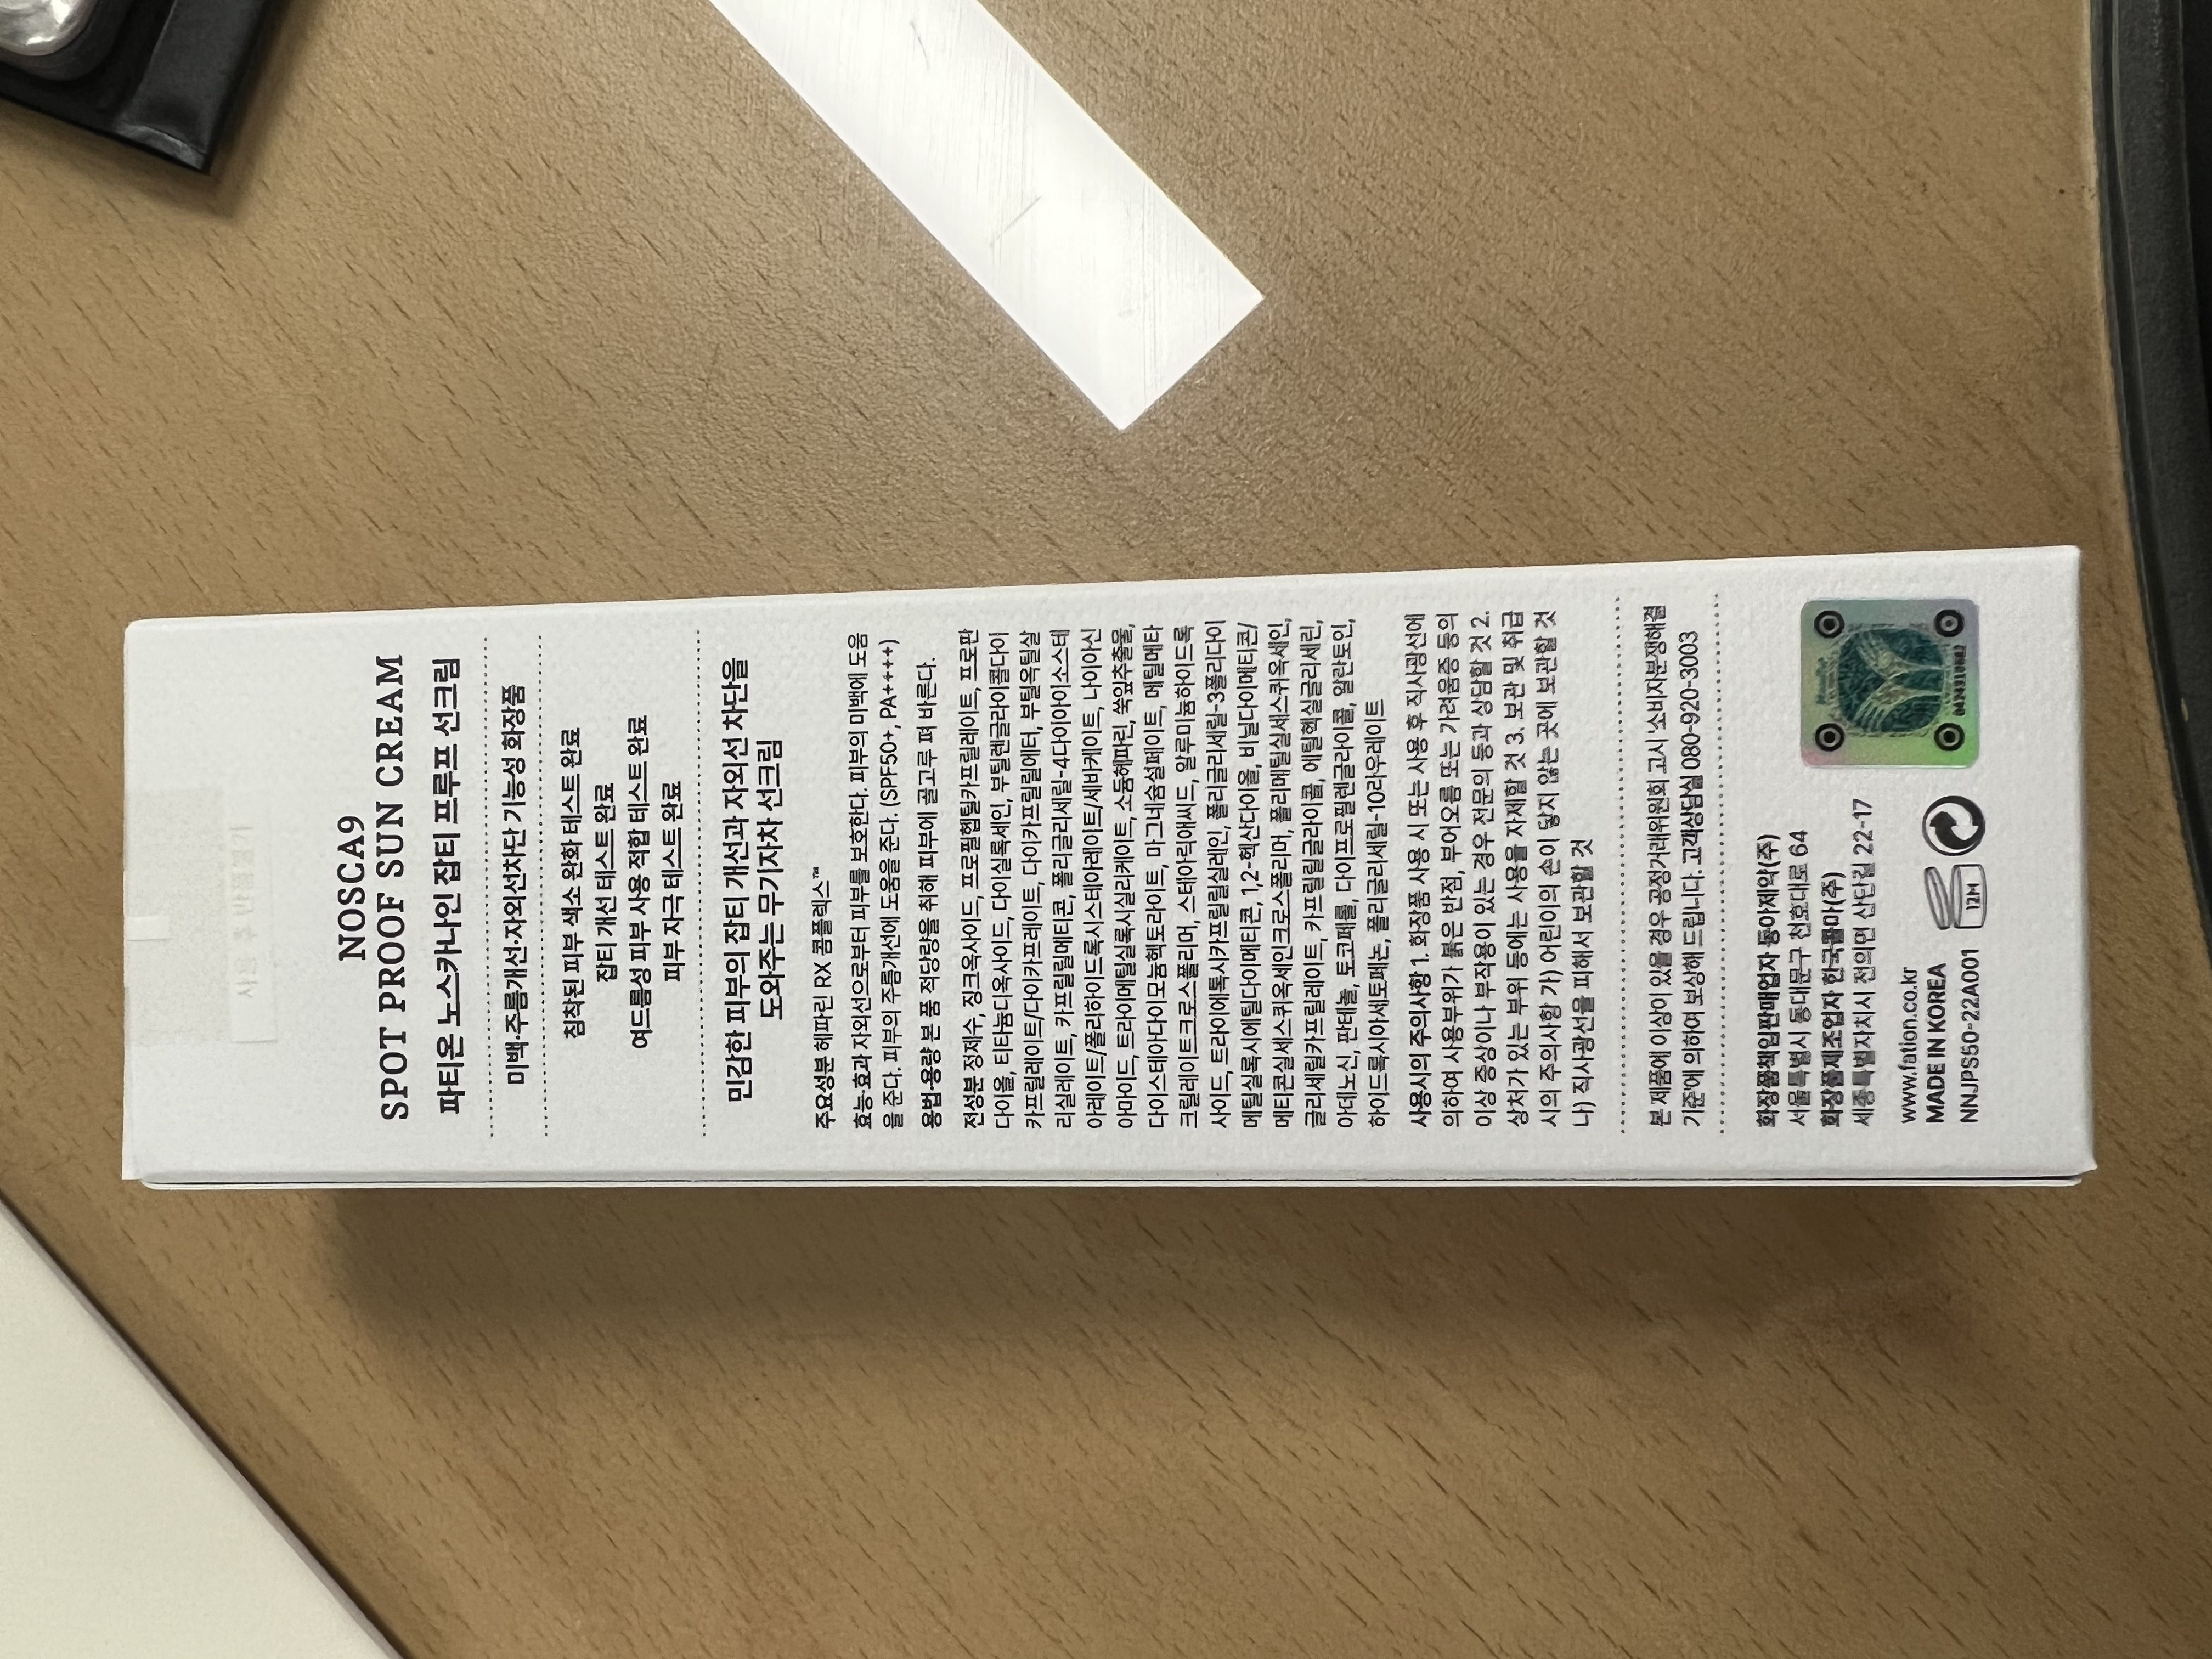 NOSCA9
SPOT PROOF SUN CREAM
파티온 노스카나인 잡티 프루프 선크림
미백·주름개선·자외선차단 기능성 화장품
침착된 피부 색소 완화 테스트 완료
잡티 개선 테스트 완료
여드름성 피부 사용 적합 테스트 완료
피부 자극 테스트 완료
민감한 피부의 잡티 개선과 자외선 차단을
도와주는 무기자차 선크림
주요성분 헤파린 RX 콤플렉스™
효능·효과 자외선으로부터 피부를 보호한다. 피부의 미백에 도움
을 준다. 피부의 주름개선에 도움을 준다. (SPF50+, PA++++)
용법·용량 본 품 적당량을 취해 피부에 골고루 펴 바른다.
전성분 정제수, 징크옥사이드, 프로필헵틸카프릴레이트, 프로판
다이올, 티타늄디옥사이드, 다이실록세인, 부틸렌글라이콜다이
카프릴레이트/다이카프레이트, 다이카프릴릴에터, 부틸옥틸살
리실레이트, 카프릴릴메티콘, 폴리글리세릴-4다이아이소스테
아레이트/폴리하이드록시스테아레이트/세바케이트, 나이아신
아마이드, 트라이메틸실록시실리케이트, 소듐헤파린, 쑥잎추출물,
다이스테아다이모늄헥토라이트, 마그네슘설페이트, 메틸메타
크릴레이트크로스폴리머, 스테아릭애씨드, 알루미늄하이드록
사이드, 트라이에톡시카프릴릴실레인, 폴리글리세릴-3폴리다이
메틸실록시에틸다이메티콘, 1,2-헥산다이올, 비닐다이메티콘/
메티콘실세스퀴옥세인크로스폴리머, 폴리메틸실세스퀴옥세인,
글리세릴카프릴레이트, 카프릴릴글라이콜, 에틸헥실글리세린,
아데노신, 판테놀, 토코페롤, 다이프로필렌글라이콜, 알란토인,
하이드록시아세토페논, 폴리글리세릴-10라우레이트
사용시의 주의사항 1. 화장품 사용 시 또는 사용 후 직사광선에
의하여 사용부위가 붉은 반점, 부어오름 또는 가려움증 등의
이상 증상이나 부작용이 있는 경우 전문의 등과 상담할 것 2.
상처가 있는 부위 등에는 사용을 자제할 것 3. 보관 및 취급
시의 주의사항 가) 어린이의 손이 닿지 않는 곳에 보관할 것
나) 직사광선을 피해서 보관할 것
본 제품에 이상이 있을 경우 공정거래위원회 고시 '소비자분쟁해결
기준'에 의하여 보상해 드립니다. 고객상담실 080-920-3003
화장품책임판매업자 동아제약(주)
서울특별시 동대문구 천호대로 64
화장품제조업자 한국콜마(주)
세종특별자치시 전의면 산단길 22-17
www.fation.co.kr
MADE IN KOREA
NNJPS50-22A001
12M